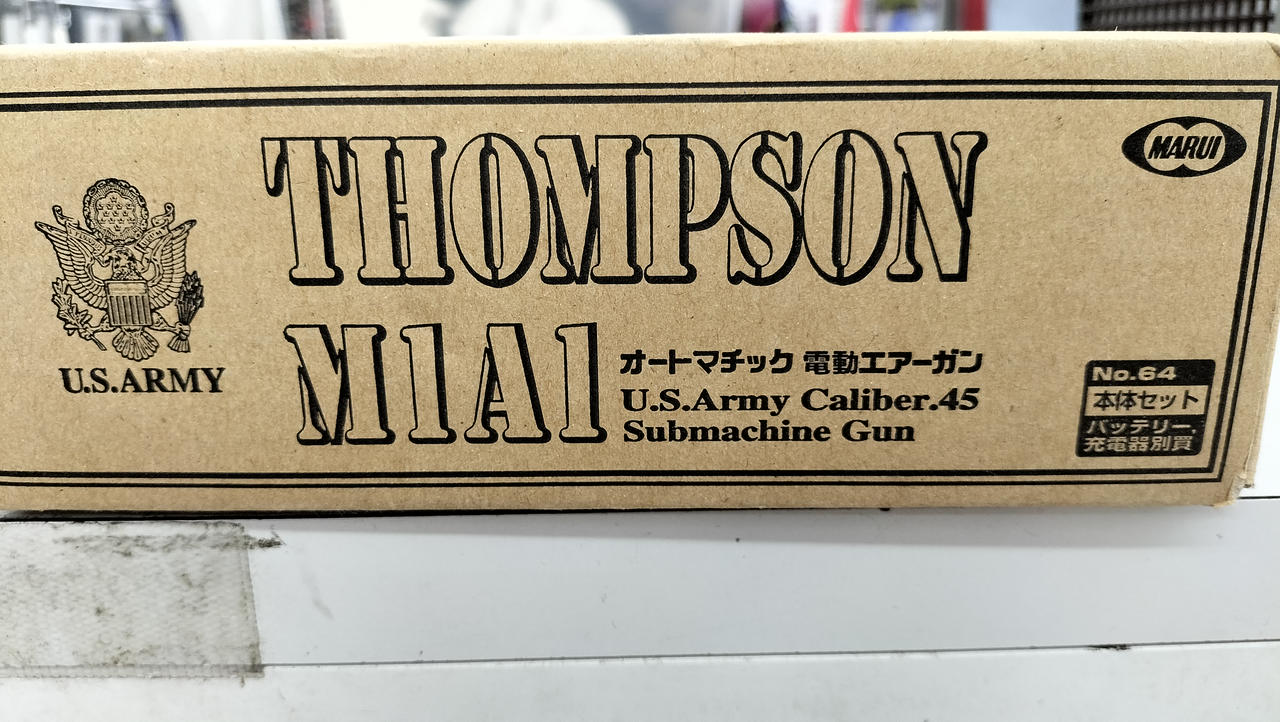 THOMPSON
MARUI
U.S.ARMY
M1A1
オートマチック 電動エアーガン
U.S.Army Caliber.45
Submachine Gun
No.64
本体セット
バッテリー,
充電器別買